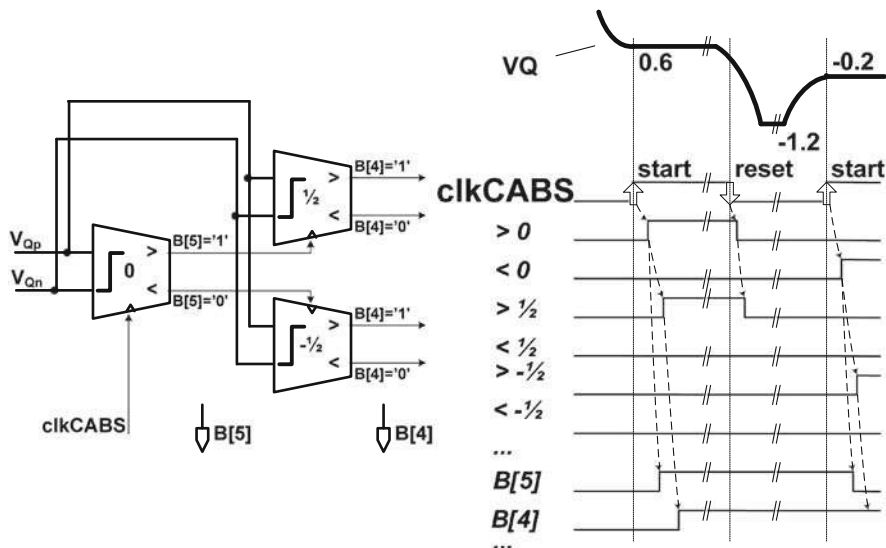 V_Qp
V_Qn
0
>
<
B[5]='1'
B[5]='0'
½
>
<
B[4]='1'
B[4]='0'
-½
>
<
B[4]='1'
B[4]='0'
clkCABS
B[5]
B[4]
VQ
0.6
-0.2
-1.2
start
reset
start
clkCABS
> 0
< 0
> ½
< ½
> -½
< -½
...
B[5]
B[4]
...